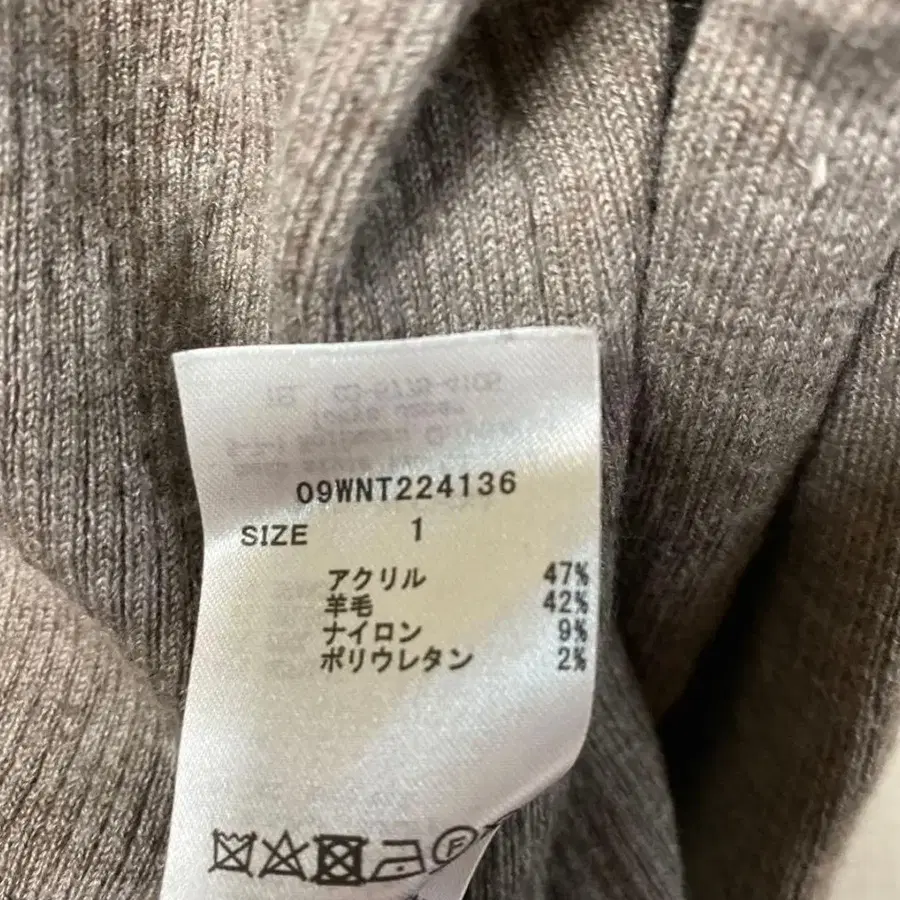 09WNT224136
SIZE 1
アクリル 47%
羊毛 42%
ナイロン 9%
ポリウレタン 2%
F